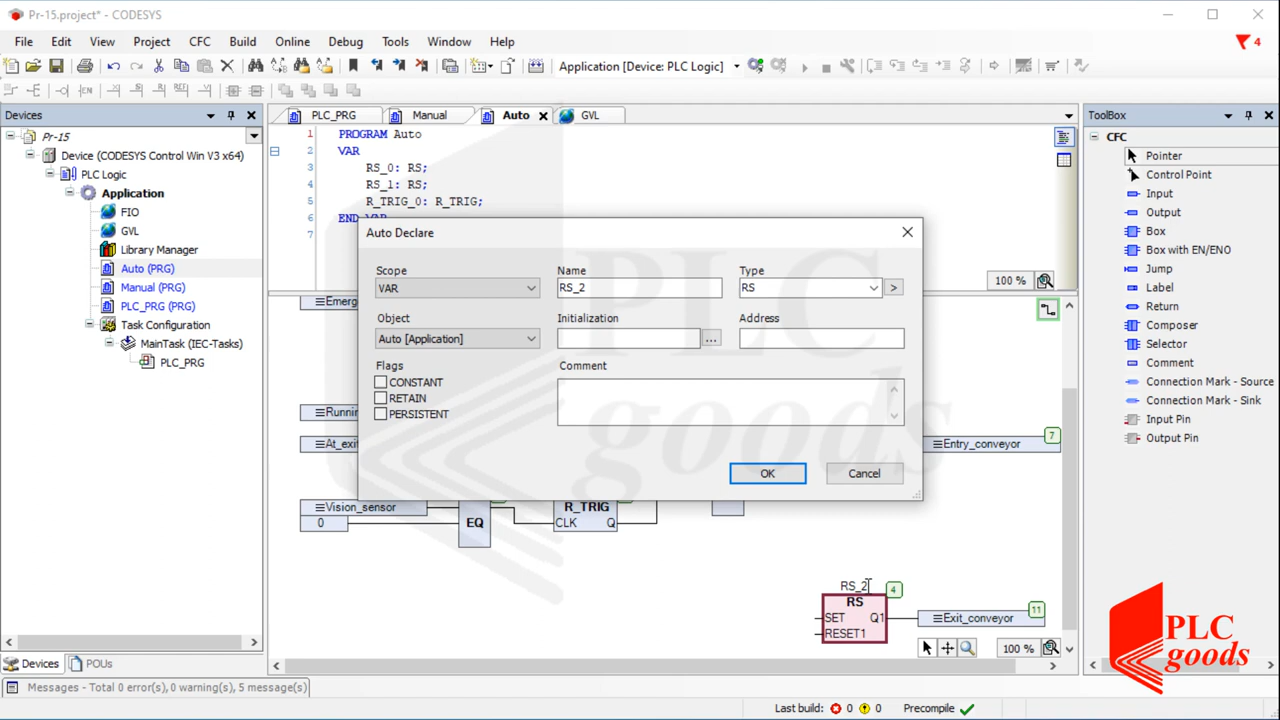 Pr-15.project* - CODESYS
File Edit View Project CFC Build Online Debug Tools Window Help
4
Application [Device: PLC Logic]
Devices
Pr-15
Device (CODESYS Control Win V3 x64)
PLC Logic
Application
FIO
GVL
Library Manager
Auto (PRG)
Manual (PRG)
PLC_PRG (PRG)
Task Configuration
MainTask (IEC-Tasks)
PLC_PRG
Devices POUs
PLC_PRG Manual Auto GVL
1 PROGRAM Auto
2 VAR
3 RS_0: RS;
4 RS_1: RS;
5 R_TRIG_0: R_TRIG;
6 END_VAR
7
100 %
Auto Declare
Scope Name Type
VAR RS_2 RS >
Object Initialization Address
Auto [Application] ...
Flags Comment
CONSTANT
RETAIN
PERSISTENT
OK Cancel
Emerge
Runnin
At_exit
Entry_conveyor 7
Vision_sensor
0
EQ
R_TRIG
CLK Q
RS_2 4
RS
SET Q1
RESET1
Exit_conveyor 11
100 %
ToolBox
CFC
Pointer
Control Point
Input
Output
Box
Box with EN/ENO
Jump
Label
Return
Composer
Selector
Comment
Connection Mark - Source
Connection Mark - Sink
Input Pin
Output Pin
PLC
goods
PLC
goods
Messages - Total 0 error(s), 0 warning(s), 5 message(s)
Last build: 0 0 Precompile